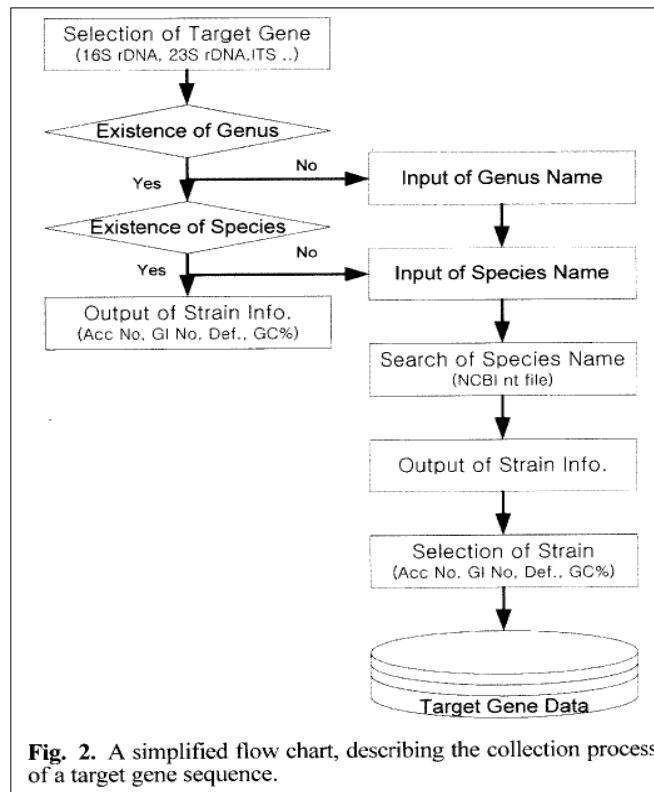 Selection of Target Gene
(16S rDNA, 23S rDNA,ITS ..)
Existence of Genus
No
Yes
Input of Genus Name
Existence of Species
No
Yes
Input of Species Name
Output of Strain Info.
(Acc No, GI No, Def., GC%)
Search of Species Name
(NCBI nt file)
Output of Strain Info.
Selection of Strain
(Acc No. GI No, Def., GC%)
Target Gene Data
Fig. 2. A simplified flow chart, describing the collection process
of a target gene sequence.